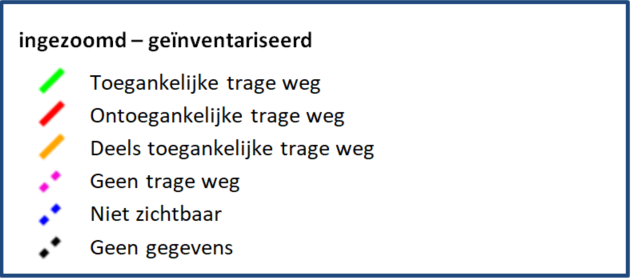 ingezoomd – geïnventariseerd
Toegankelijke trage weg
Ontoegankelijke trage weg
Deels toegankelijke trage weg
Geen trage weg
Niet zichtbaar
Geen gegevens